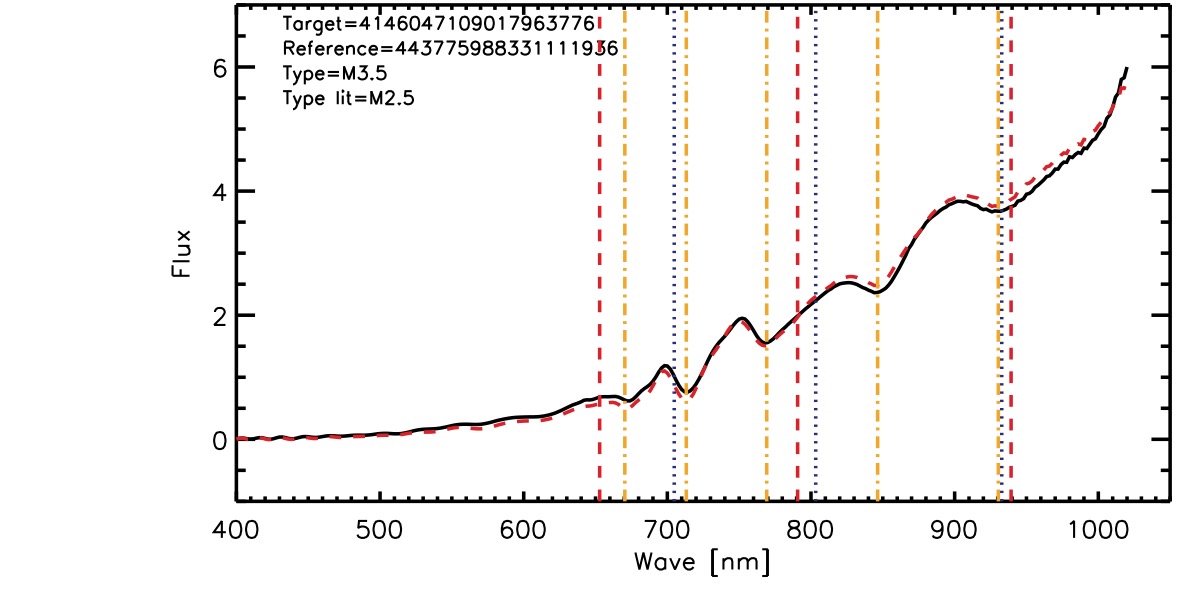 Target=4146047109017963776
Reference=4437759883311111936
Type=M3.5
Type lit=M2.5
6
4
2
0
Flux
400 500 600 700 800 900 1000
Wave [nm]